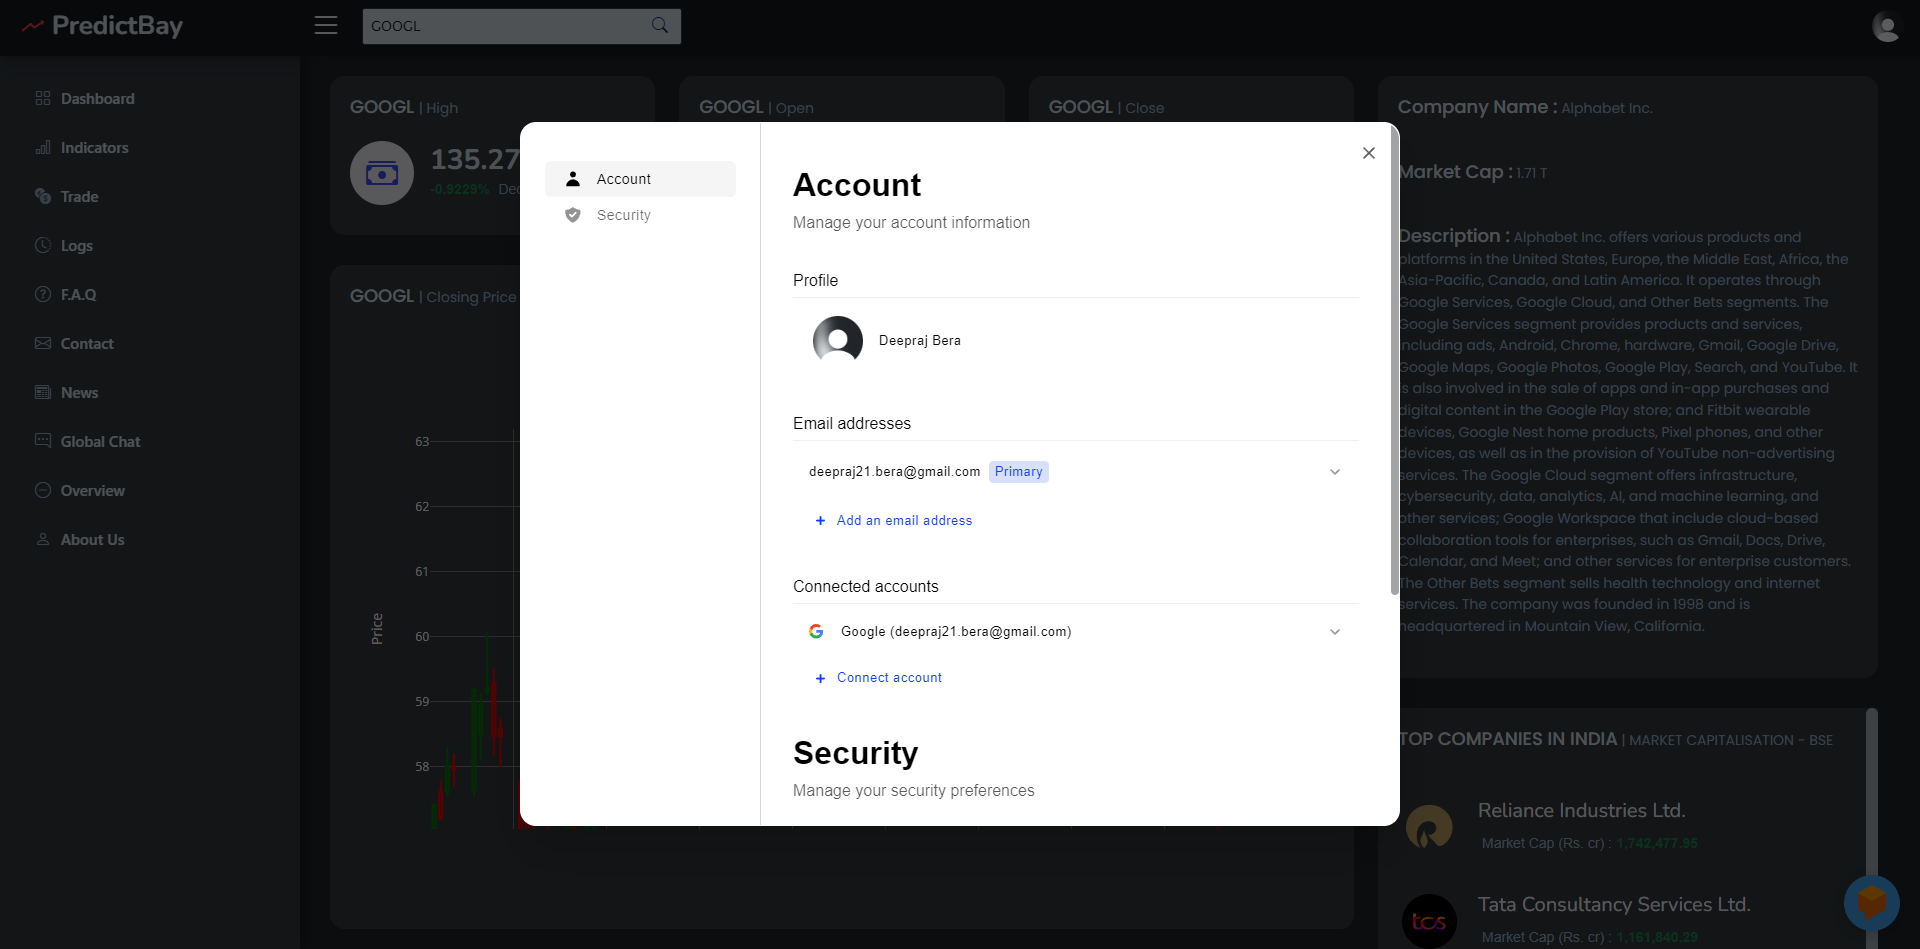 PredictBay
GOOGL
Dashboard
Indicators
Trade
Logs
F.A.Q
Contact
News
Global Chat
Overview
About Us
GOOGL | High
135.27
-0.9229% Dec
GOOGL | Open
GOOGL | Close
GOOGL | Closing Price
63
62
61
60
59
58
Price
Account
Security
Account
Manage your account information
Profile
Deepraj Bera
Email addresses
deepraj21.bera@gmail.com Primary
+ Add an email address
Connected accounts
Google (deepraj21.bera@gmail.com)
+ Connect account
Security
Manage your security preferences
Company Name : Alphabet Inc.
Market Cap : 1.71 T
Description : Alphabet Inc. offers various products and
platforms in the United States, Europe, the Middle East, Africa, the
Asia-Pacific, Canada, and Latin America. It operates through
Google Services, Google Cloud, and Other Bets segments. The
Google Services segment provides products and services,
including ads, Android, Chrome, hardware, Gmail, Google Drive,
Google Maps, Google Photos, Google Play, Search, and YouTube. It
is also involved in the sale of apps and in-app purchases and
digital content in the Google Play store; and Fitbit wearable
devices, Google Nest home products, Pixel phones, and other
devices, as well as in the provision of YouTube non-advertising
services. The Google Cloud segment offers infrastructure,
cybersecurity, data, analytics, AI, and machine learning, and
other services; Google Workspace that include cloud-based
collaboration tools for enterprises, such as Gmail, Docs, Drive,
Calendar, and Meet; and other services for enterprise customers.
The Other Bets segment sells health technology and internet
services. The company was founded in 1998 and is
headquartered in Mountain View, California.
TOP COMPANIES IN INDIA | MARKET CAPITALISATION - BSE
Reliance Industries Ltd.
Market Cap (Rs. cr) : 1,742,477.95
tcs
Tata Consultancy Services Ltd.
Market Cap (Rs. cr) : 1,161,840.29